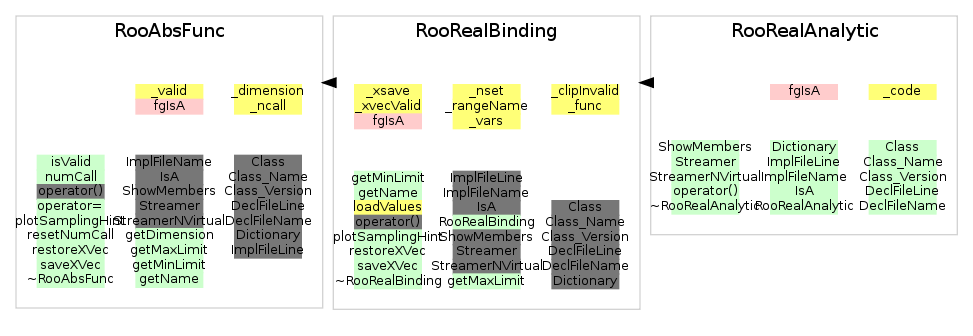 RooAbsFunc
_valid
fgIsA
_dimension
_ncall
isValid
numCall
operator()
operator=
plotSamplingHint
resetNumCall
restoreXVec
saveXVec
~RooAbsFunc
ImplFileName
IsA
ShowMembers
Streamer
StreamerNVirtual
getDimension
getMaxLimit
getMinLimit
getName
Class
Class_Name
Class_Version
DeclFileLine
DeclFileName
Dictionary
ImplFileLine
RooRealBinding
_xsave
_xvecValid
fgIsA
_nset
_rangeName
_vars
_clipInvalid
_func
getMinLimit
getName
loadValues
operator()
plotSamplingHint
restoreXVec
saveXVec
~RooRealBinding
ImplFileLine
ImplFileName
IsA
RooRealBinding
ShowMembers
Streamer
StreamerNVirtual
getMaxLimit
Class
Class_Name
Class_Version
DeclFileLine
DeclFileName
Dictionary
RooRealAnalytic
fgIsA
_code
ShowMembers
Streamer
StreamerNVirtual
operator()
~RooRealAnalytic
Dictionary
ImplFileLine
ImplFileName
IsA
RooRealAnalytic
Class
Class_Name
Class_Version
DeclFileLine
DeclFileName